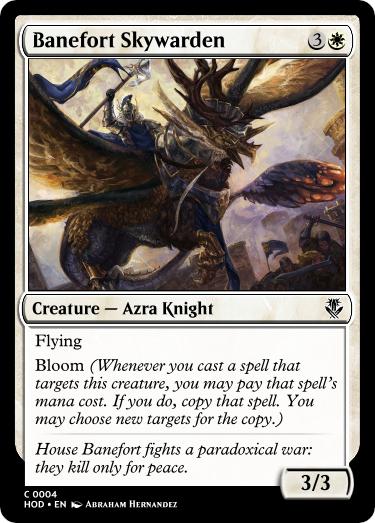 Banefort Skywarden 3
Creature — Azra Knight
Flying
Bloom (Whenever you cast a spell that
targets this creature, you may pay that spell's
mana cost. If you do, copy that spell. You
may choose new targets for the copy.)
House Banefort fights a paradoxical war:
they kill only for peace.
3/3
C 0004
HOD • EN Abraham Hernandez